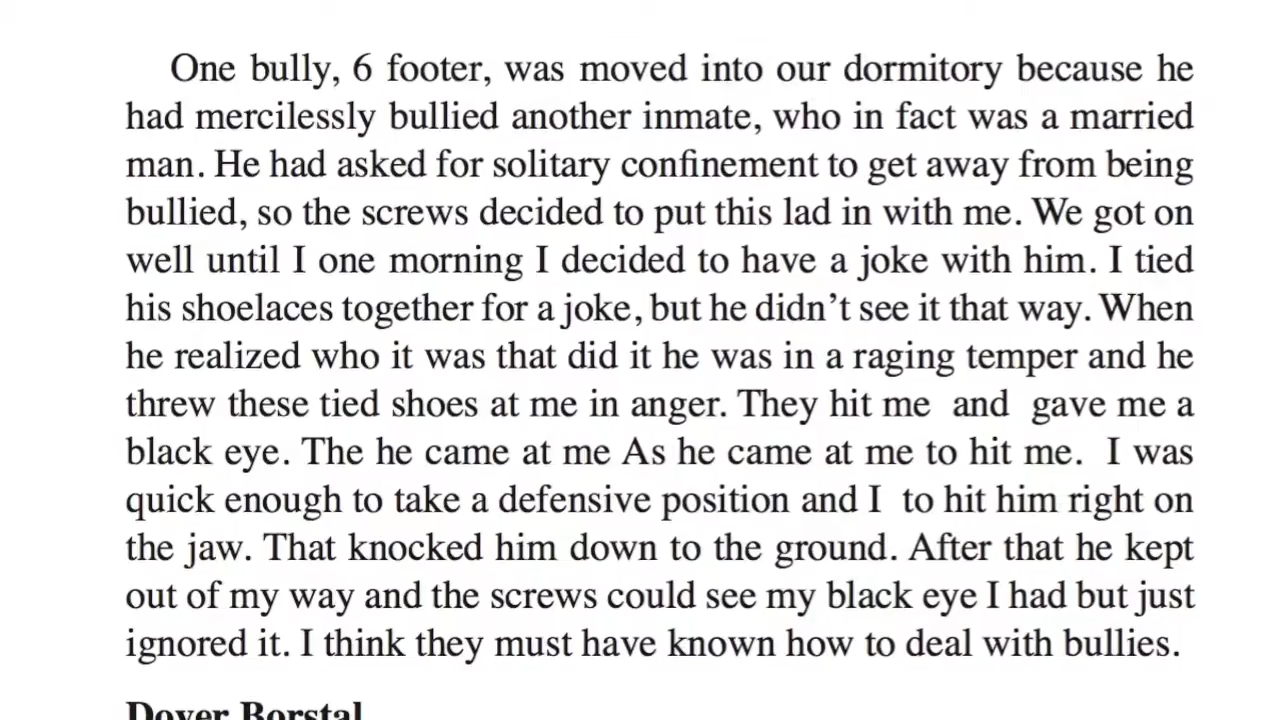 One bully, 6 footer, was moved into our dormitory because he
had mercilessly bullied another inmate, who in fact was a married
man. He had asked for solitary confinement to get away from being
bullied, so the screws decided to put this lad in with me. We got on
well until I one morning I decided to have a joke with him. I tied
his shoelaces together for a joke, but he didn’t see it that way. When
he realized who it was that did it he was in a raging temper and he
threw these tied shoes at me in anger. They hit me  and  gave me a
black eye. The he came at me As he came at me to hit me.  I was
quick enough to take a defensive position and I  to hit him right on
the jaw. That knocked him down to the ground. After that he kept
out of my way and the screws could see my black eye I had but just
ignored it. I think they must have known how to deal with bullies.
Dover Borstal